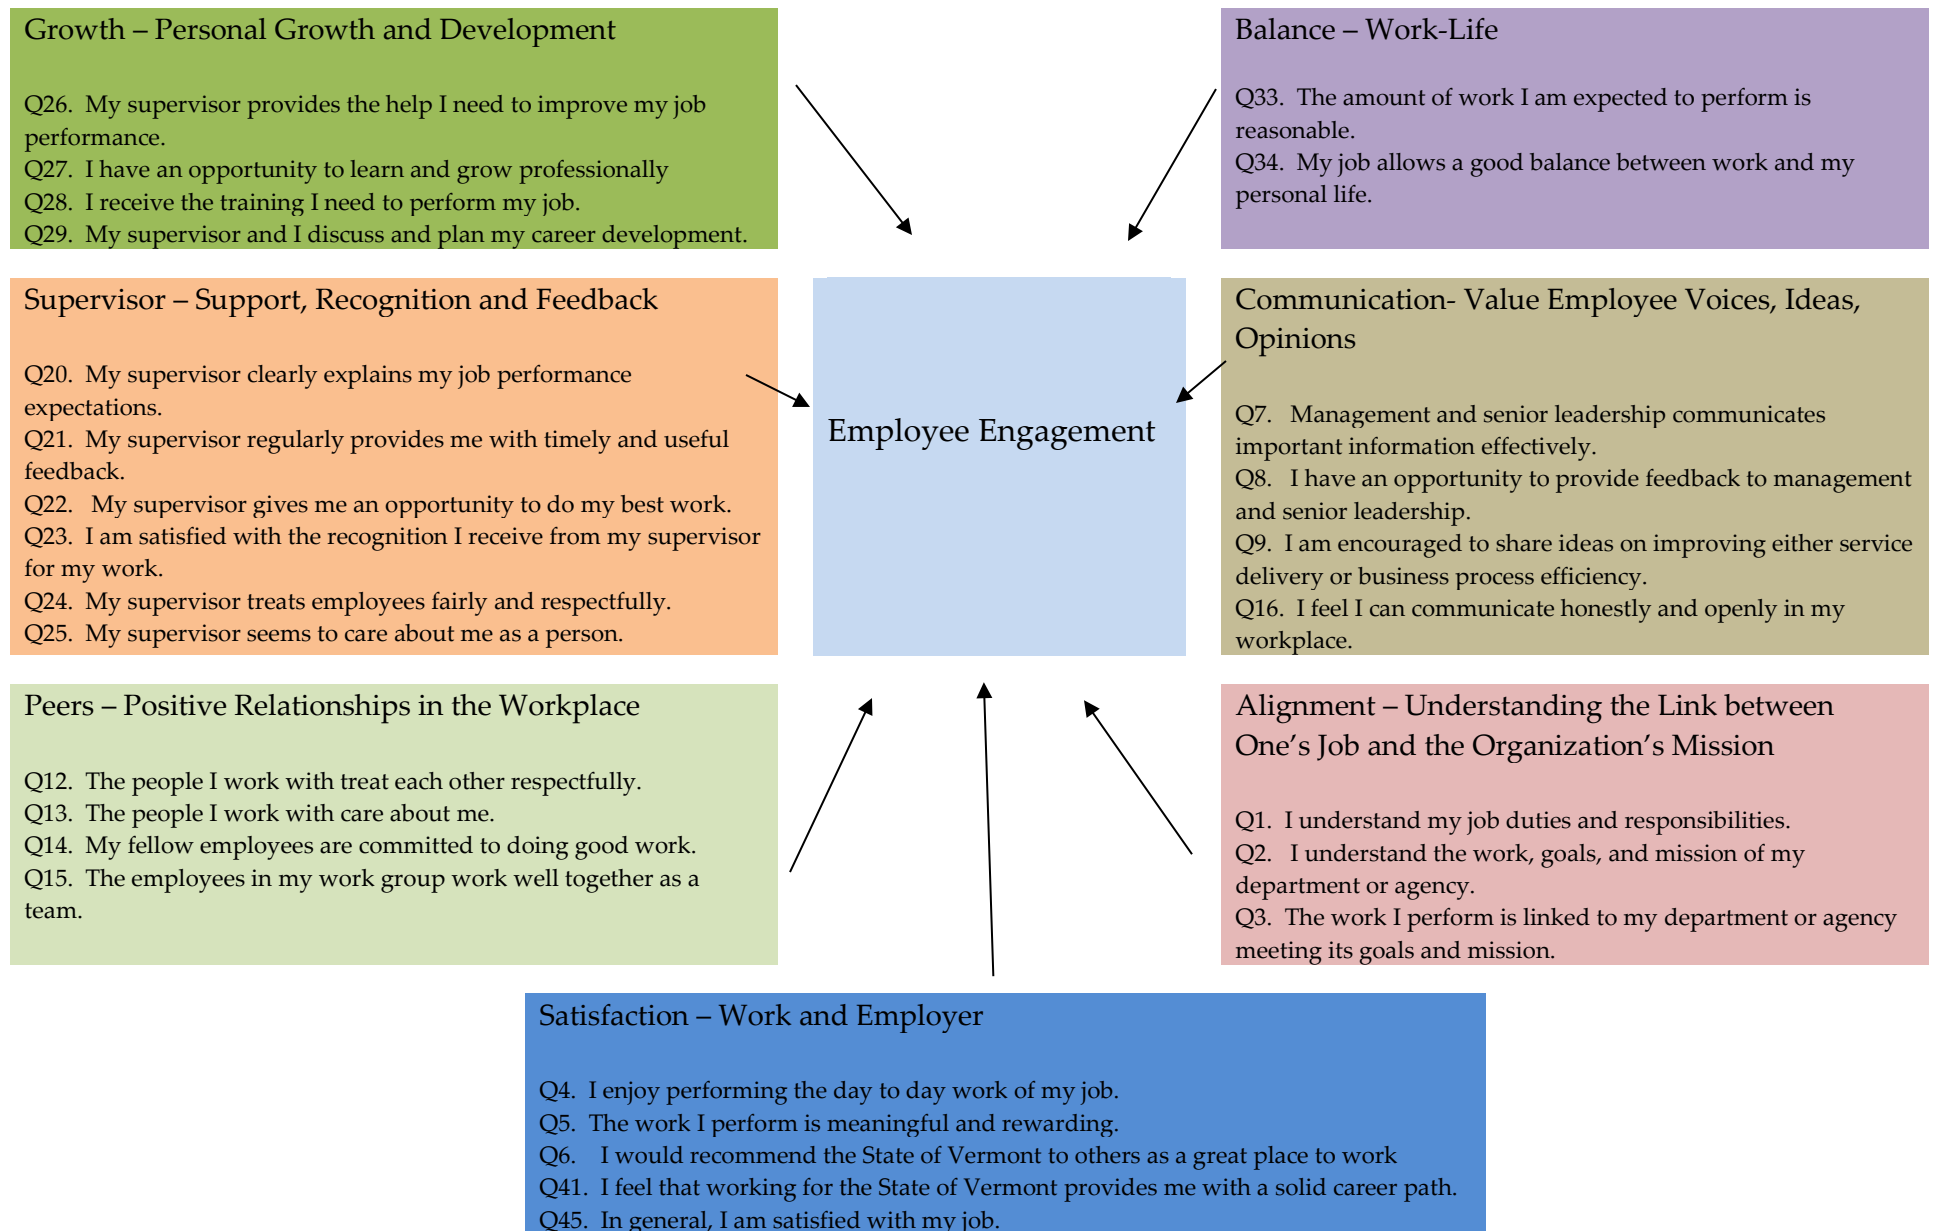 Growth – Personal Growth and Development
Q26.  My supervisor provides the help I need to improve my job
performance.
Q27.  I have an opportunity to learn and grow professionally
Q28.  I receive the training I need to perform my job.
Q29.  My supervisor and I discuss and plan my career development.
Supervisor – Support, Recognition and Feedback
Q20.  My supervisor clearly explains my job performance
expectations.
Q21.  My supervisor regularly provides me with timely and useful
feedback.
Q22.   My supervisor gives me an opportunity to do my best work.
Q23.  I am satisfied with the recognition I receive from my supervisor
for my work.
Q24.  My supervisor treats employees fairly and respectfully.
Q25.  My supervisor seems to care about me as a person.
Peers – Positive Relationships in the Workplace
Q12.  The people I work with treat each other respectfully.
Q13.  The people I work with care about me.
Q14.  My fellow employees are committed to doing good work.
Q15.  The employees in my work group work well together as a
team.
Employee Engagement
Balance – Work-Life
Q33.  The amount of work I am expected to perform is
reasonable.
Q34.  My job allows a good balance between work and my
personal life.
Communication- Value Employee Voices, Ideas,
Opinions
Q7.   Management and senior leadership communicates
important information effectively.
Q8.   I have an opportunity to provide feedback to management
and senior leadership.
Q9.  I am encouraged to share ideas on improving either service
delivery or business process efficiency.
Q16.  I feel I can communicate honestly and openly in my
workplace.
Alignment – Understanding the Link between
One’s Job and the Organization’s Mission
Q1.  I understand my job duties and responsibilities.
Q2.   I understand the work, goals, and mission of my
department or agency.
Q3.  The work I perform is linked to my department or agency
meeting its goals and mission.
Satisfaction – Work and Employer
Q4.  I enjoy performing the day to day work of my job.
Q5.  The work I perform is meaningful and rewarding.
Q6.   I would recommend the State of Vermont to others as a great place to work
Q41.  I feel that working for the State of Vermont provides me with a solid career path.
Q45.  In general, I am satisfied with my job.